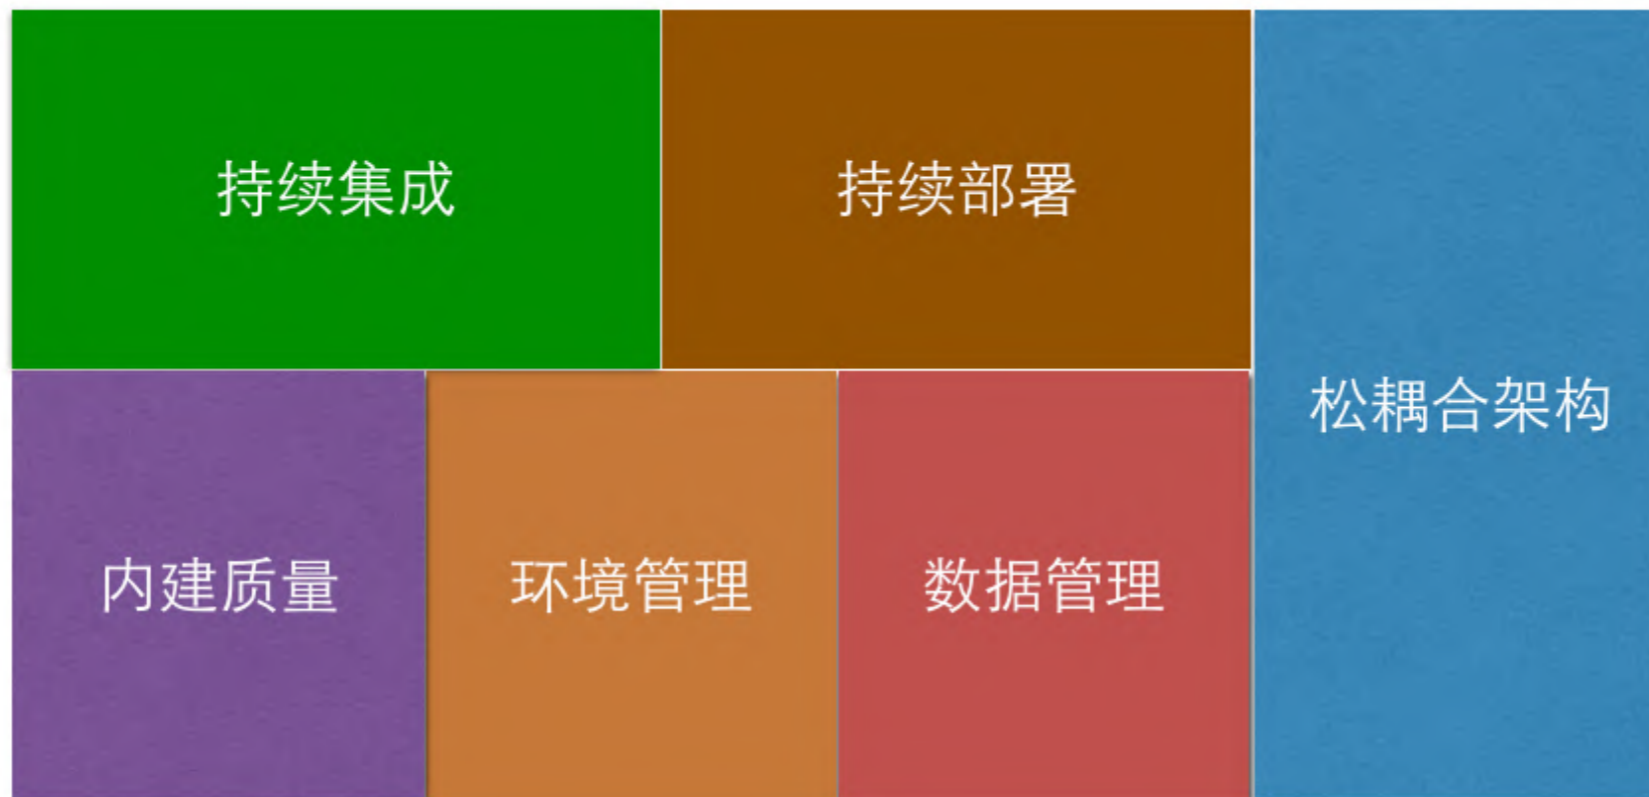 持续集成
持续部署
松耦合架构
内建质量
环境管理
数据管理